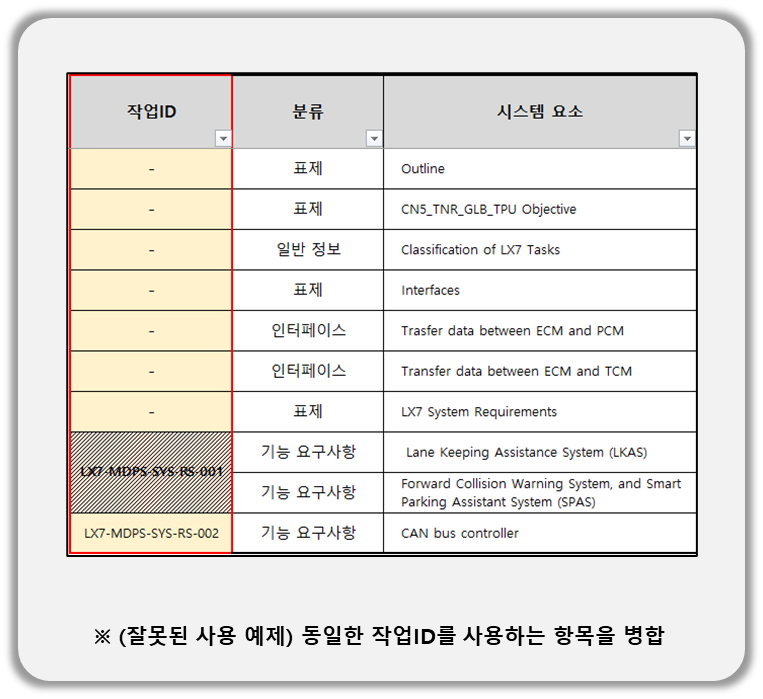 작업ID 분류 시스템 요소
- 표제 Outline
- 표제 CN5_TNR_GLB_TPU Objective
- 일반 정보 Classification of LX7 Tasks
- 표제 Interfaces
- 인터페이스 Trasfer data between ECM and PCM
- 인터페이스 Transfer data between ECM and TCM
- 표제 LX7 System Requirements
LX7-MDPS-SYS-RS-001 기능 요구사항 Lane Keeping Assistance System (LKAS)
기능 요구사항 Forward Collision Warning System, and Smart
Parking Assistant System (SPAS)
LX7-MDPS-SYS-RS-002 기능 요구사항 CAN bus controller
※ (잘못된 사용 예제) 동일한 작업ID를 사용하는 항목을 병합